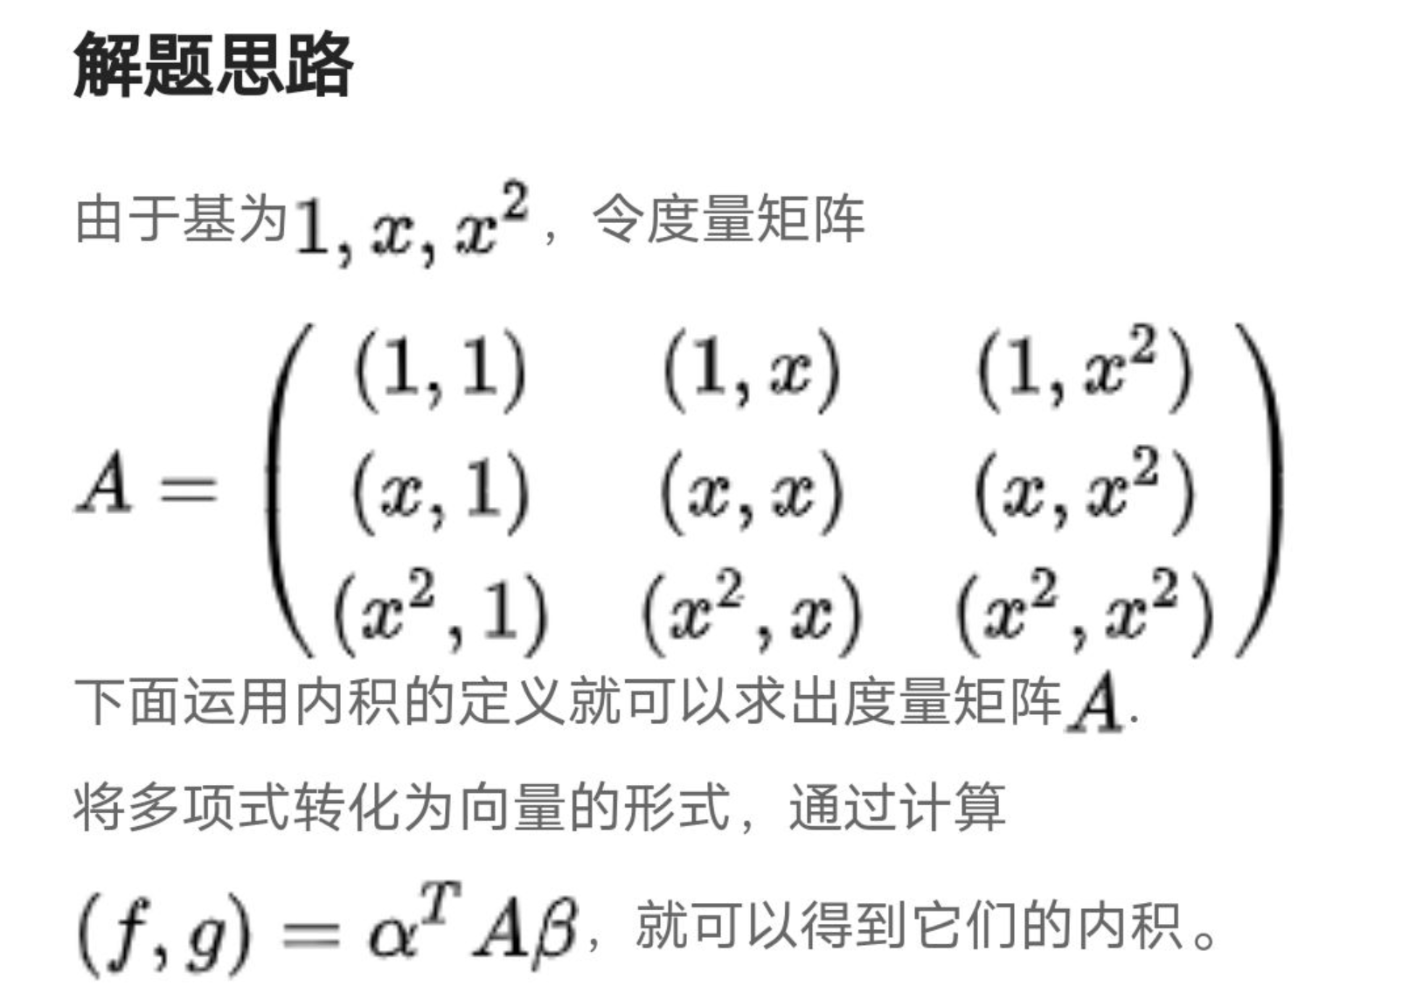 解题思路
由于基为$1, x, x^2$，令度量矩阵
$A = \begin{pmatrix} (1,1) & (1,x) & (1,x^2) \\ (x,1) & (x,x) & (x,x^2) \\ (x^2,1) & (x^2,x) & (x^2,x^2) \end{pmatrix}$
下面运用内积的定义就可以求出度量矩阵$A$.
将多项式转化为向量的形式，通过计算
$(f,g) = \alpha^T A\beta$，就可以得到它们的内积。